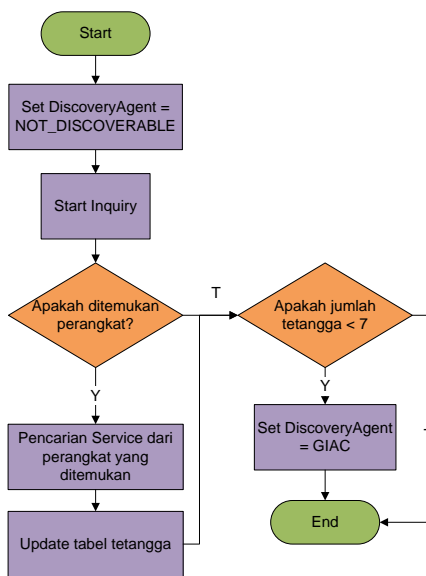 Start
Set DiscoveryAgent =
NOT_DISCOVERABLE
Start Inquiry
Apakah ditemukan
perangkat?
T
Apakah jumlah
tetangga < 7
Y
Y
Pencarian Service dari
perangkat yang
ditemukan
Set DiscoveryAgent
= GIAC
Update tabel tetangga
End